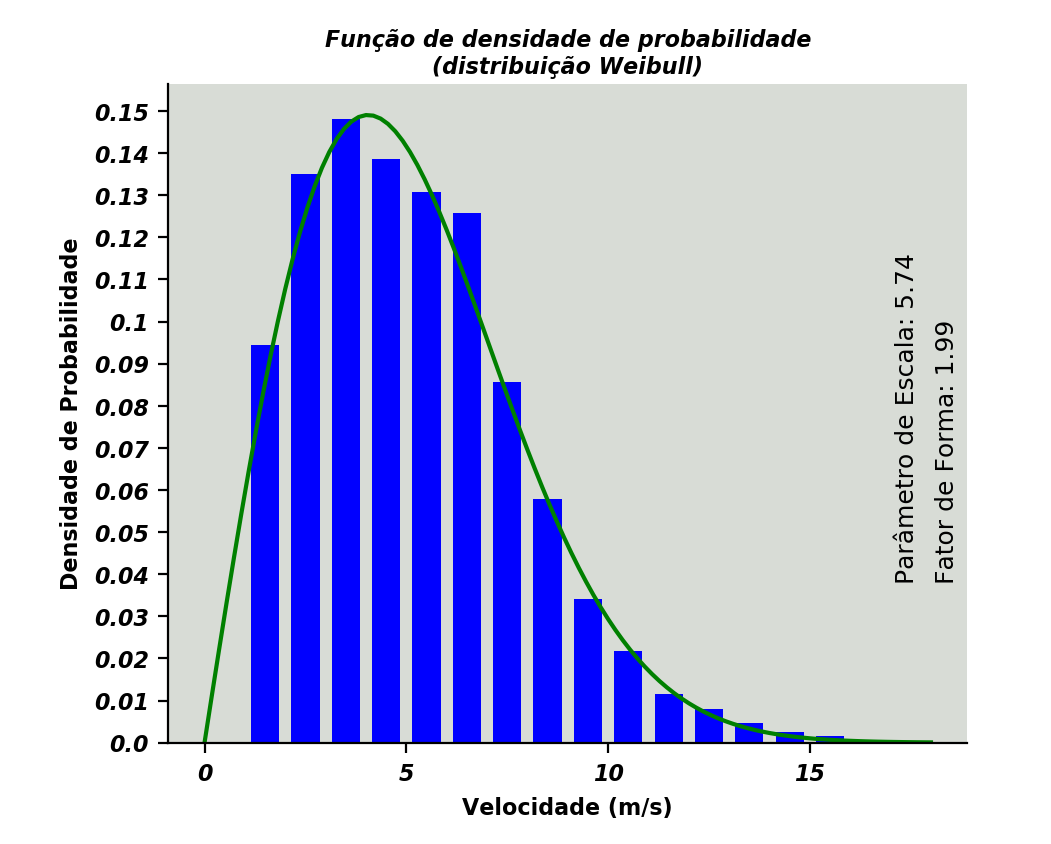 Função de densidade de probabilidade
(distribuição Weibull)
0.15
0.14
0.13
0.12
0.11
0.1
0.09
0.08
0.07
0.06
0.05
0.04
0.03
0.02
0.01
0.0
Densidade de Probabilidade
0 5 10 15
Velocidade (m/s)
Parâmetro de Escala: 5.74
Fator de Forma: 1.99